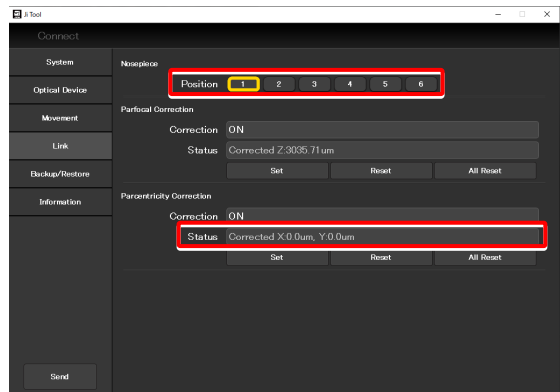 Ji Tool
Connect
System
Optical Device
Movement
Link
Backup/Restore
Information
Send
Nosepiece
Position 1 2 3 4 5 6
Parfocal Correction
Correction ON
Status Corrected Z:3035.71um
Set Reset All Reset
Parcentricity Correction
Correction ON
Status Corrected X:0.0um, Y:0.0um
Set Reset All Reset